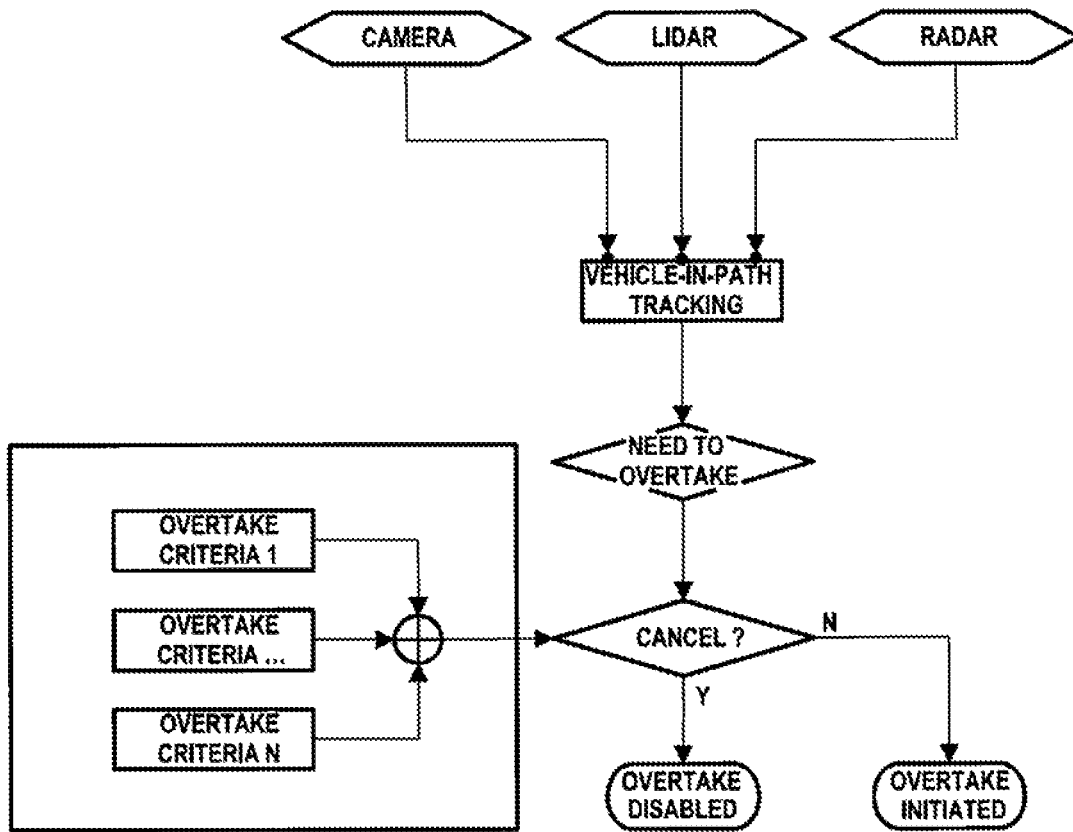 CAMERA
LIDAR
RADAR
VEHICLE-IN-PATH
TRACKING
NEED TO
OVERTAKE
OVERTAKE
CRITERIA 1
OVERTAKE
CRITERIA ...
OVERTAKE
CRITERIA N
CANCEL ?
N
Y
OVERTAKE
DISABLED
OVERTAKE
INITIATED